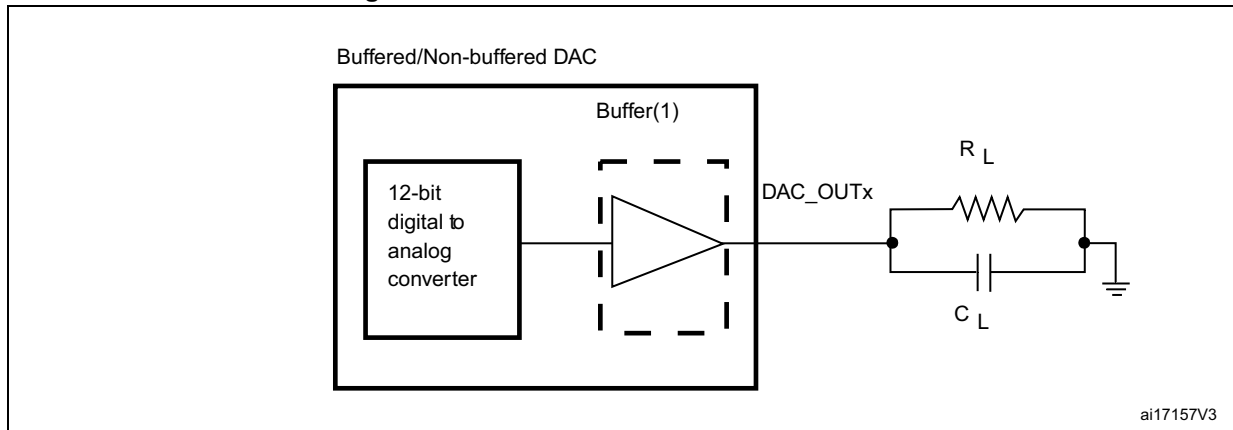 Buffered/Non-buffered DAC
Buffer(1)
12-bit
digital to
analog
converter
DAC_OUTx
R L
C L
ai17157V3